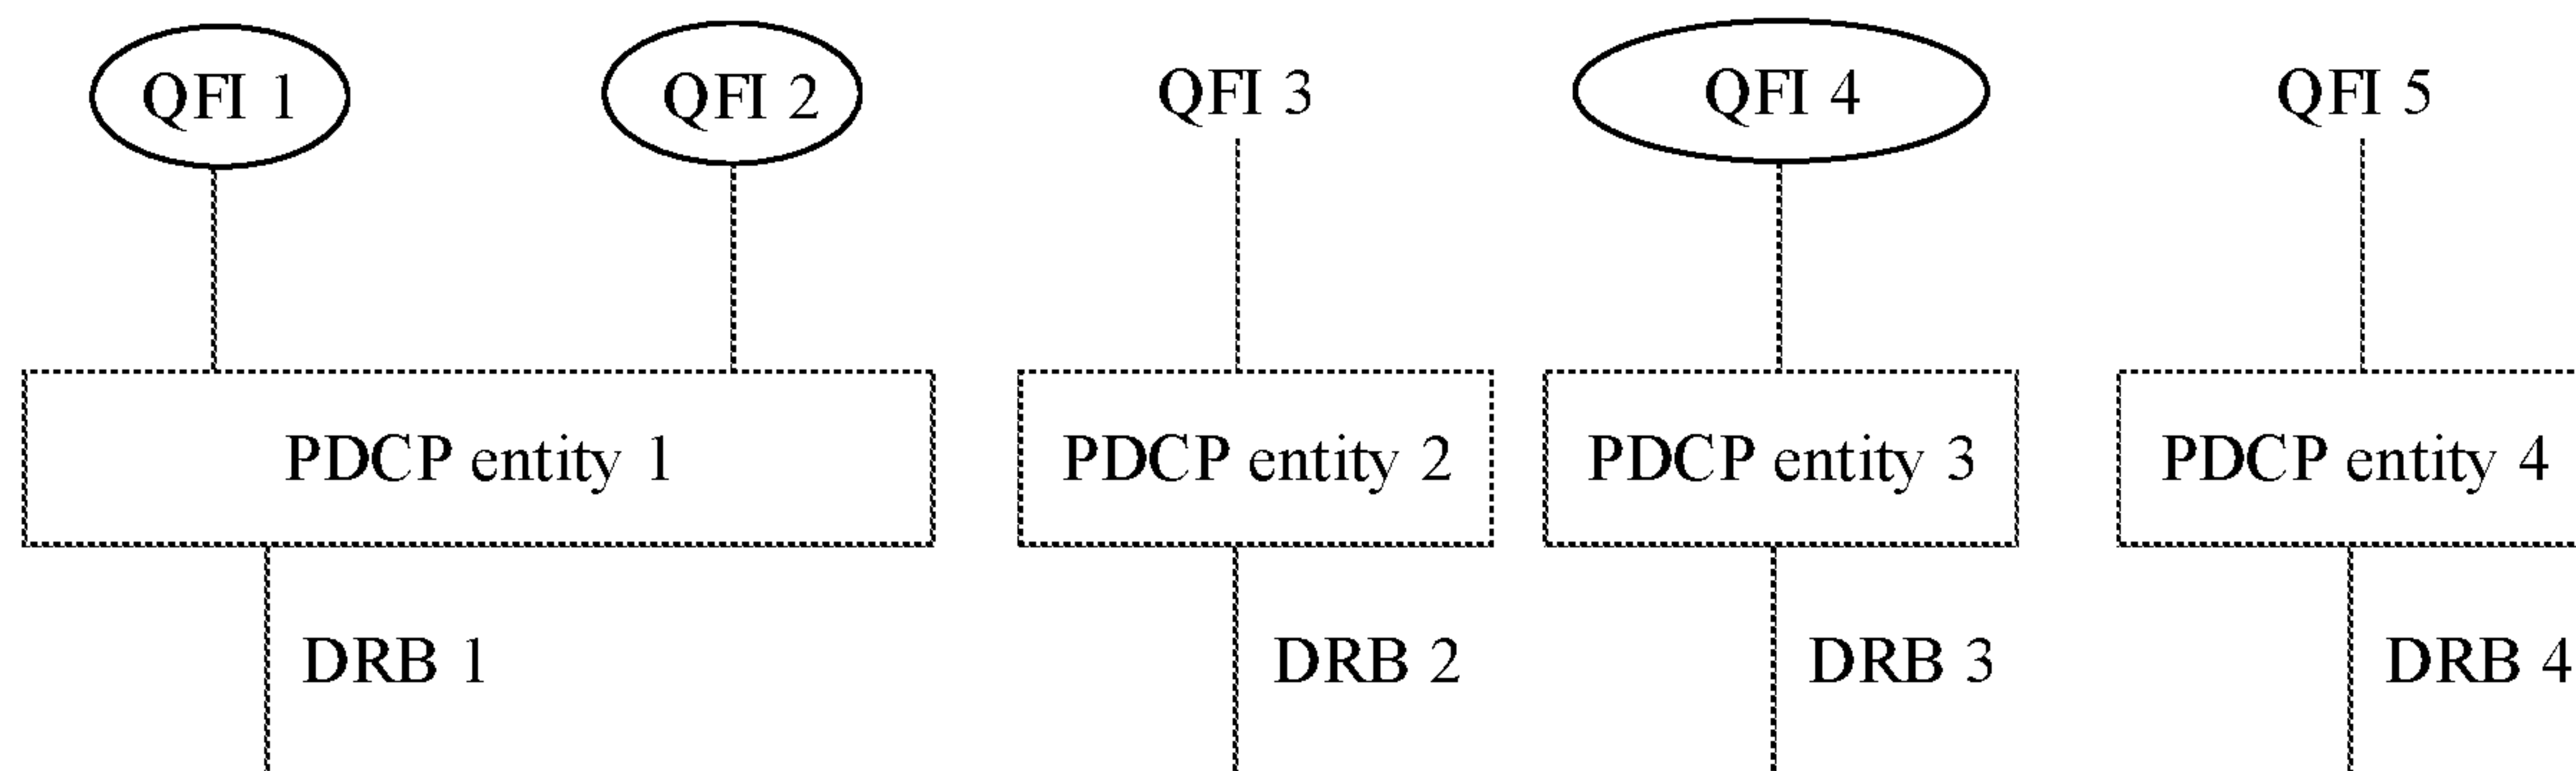 QFI 1 QFI 2 QFI 3 QFI 4 QFI 5
PDCP entity 1 PDCP entity 2 PDCP entity 3 PDCP entity 4
DRB 1 DRB 2 DRB 3 DRB 4